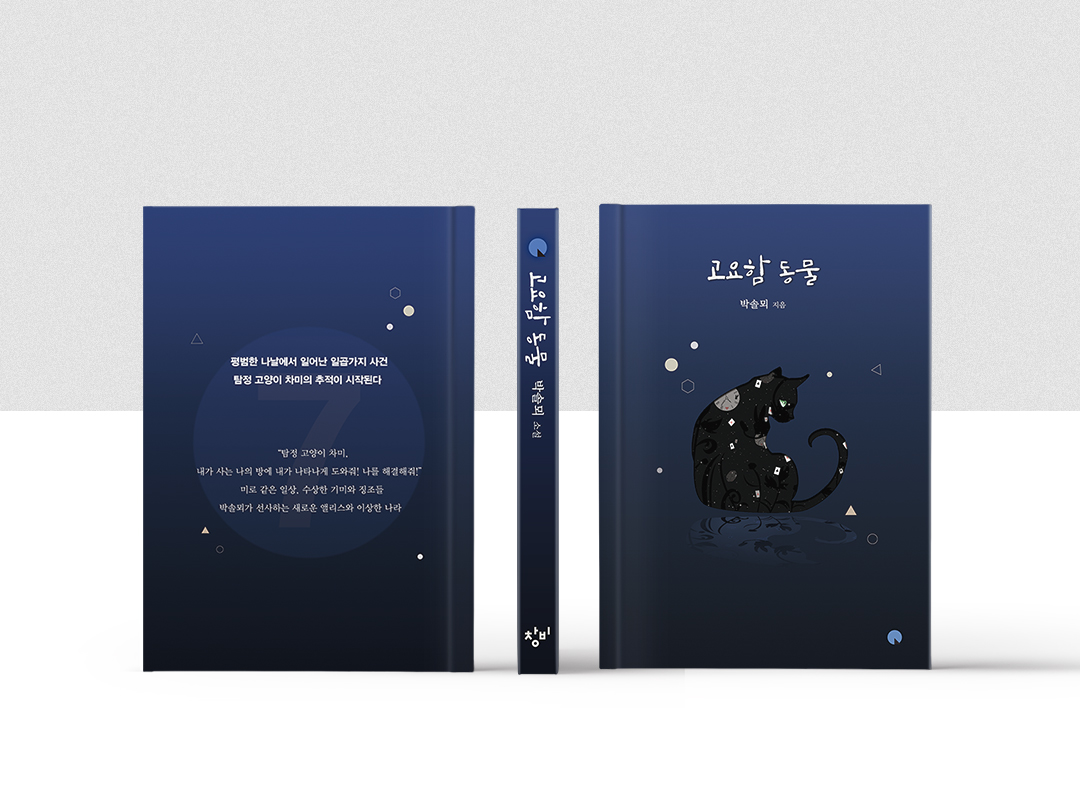 평범한 나날에서 일어난 일곱가지 사건
탐정 고양이 차미의 추적이 시작된다
7
“탐정 고양이 차미,
내가 사는 나의 방에 내가 나타나게 도와줘! 나를 해결해줘!”
미로 같은 일상, 수상한 기미와 징조들
박솔뫼가 선사하는 새로운 앨리스와 이상한 나라
고요함 동물
박솔뫼 소설
창비
고요함 동물
박솔뫼 지음